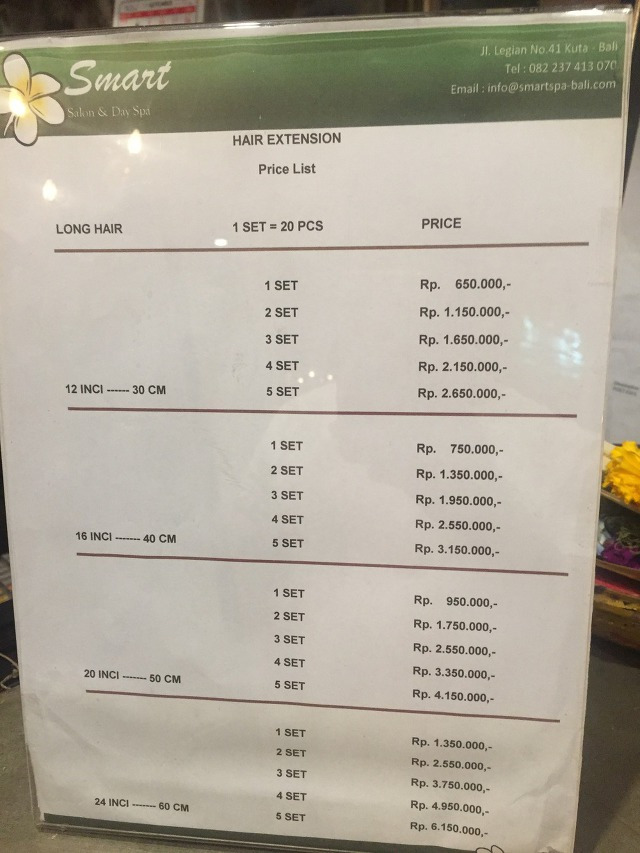 Smart
Salon & Day Spa
Jl. Legian No.41 Kuta - Bali
Tel : 082 237 413 070
Email : info@smartspa-bali.com
HAIR EXTENSION
Price List
LONG HAIR 1 SET = 20 PCS PRICE
1 SET Rp. 650.000,-
2 SET Rp. 1.150.000,-
3 SET Rp. 1.650.000,-
4 SET Rp. 2.150.000,-
12 INCI ------ 30 CM 5 SET Rp. 2.650.000,-
1 SET Rp. 750.000,-
2 SET Rp. 1.350.000,-
3 SET Rp. 1.950.000,-
4 SET Rp. 2.550.000,-
16 INCI ------- 40 CM 5 SET Rp. 3.150.000,-
1 SET Rp. 950.000,-
2 SET Rp. 1.750.000,-
3 SET Rp. 2.550.000,-
4 SET Rp. 3.350.000,-
20 INCI ------- 50 CM 5 SET Rp. 4.150.000,-
1 SET Rp. 1.350.000,-
2 SET Rp. 2.550.000,-
3 SET Rp. 3.750.000,-
4 SET Rp. 4.950.000,-
24 INCI ------- 60 CM 5 SET Rp. 6.150.000,-